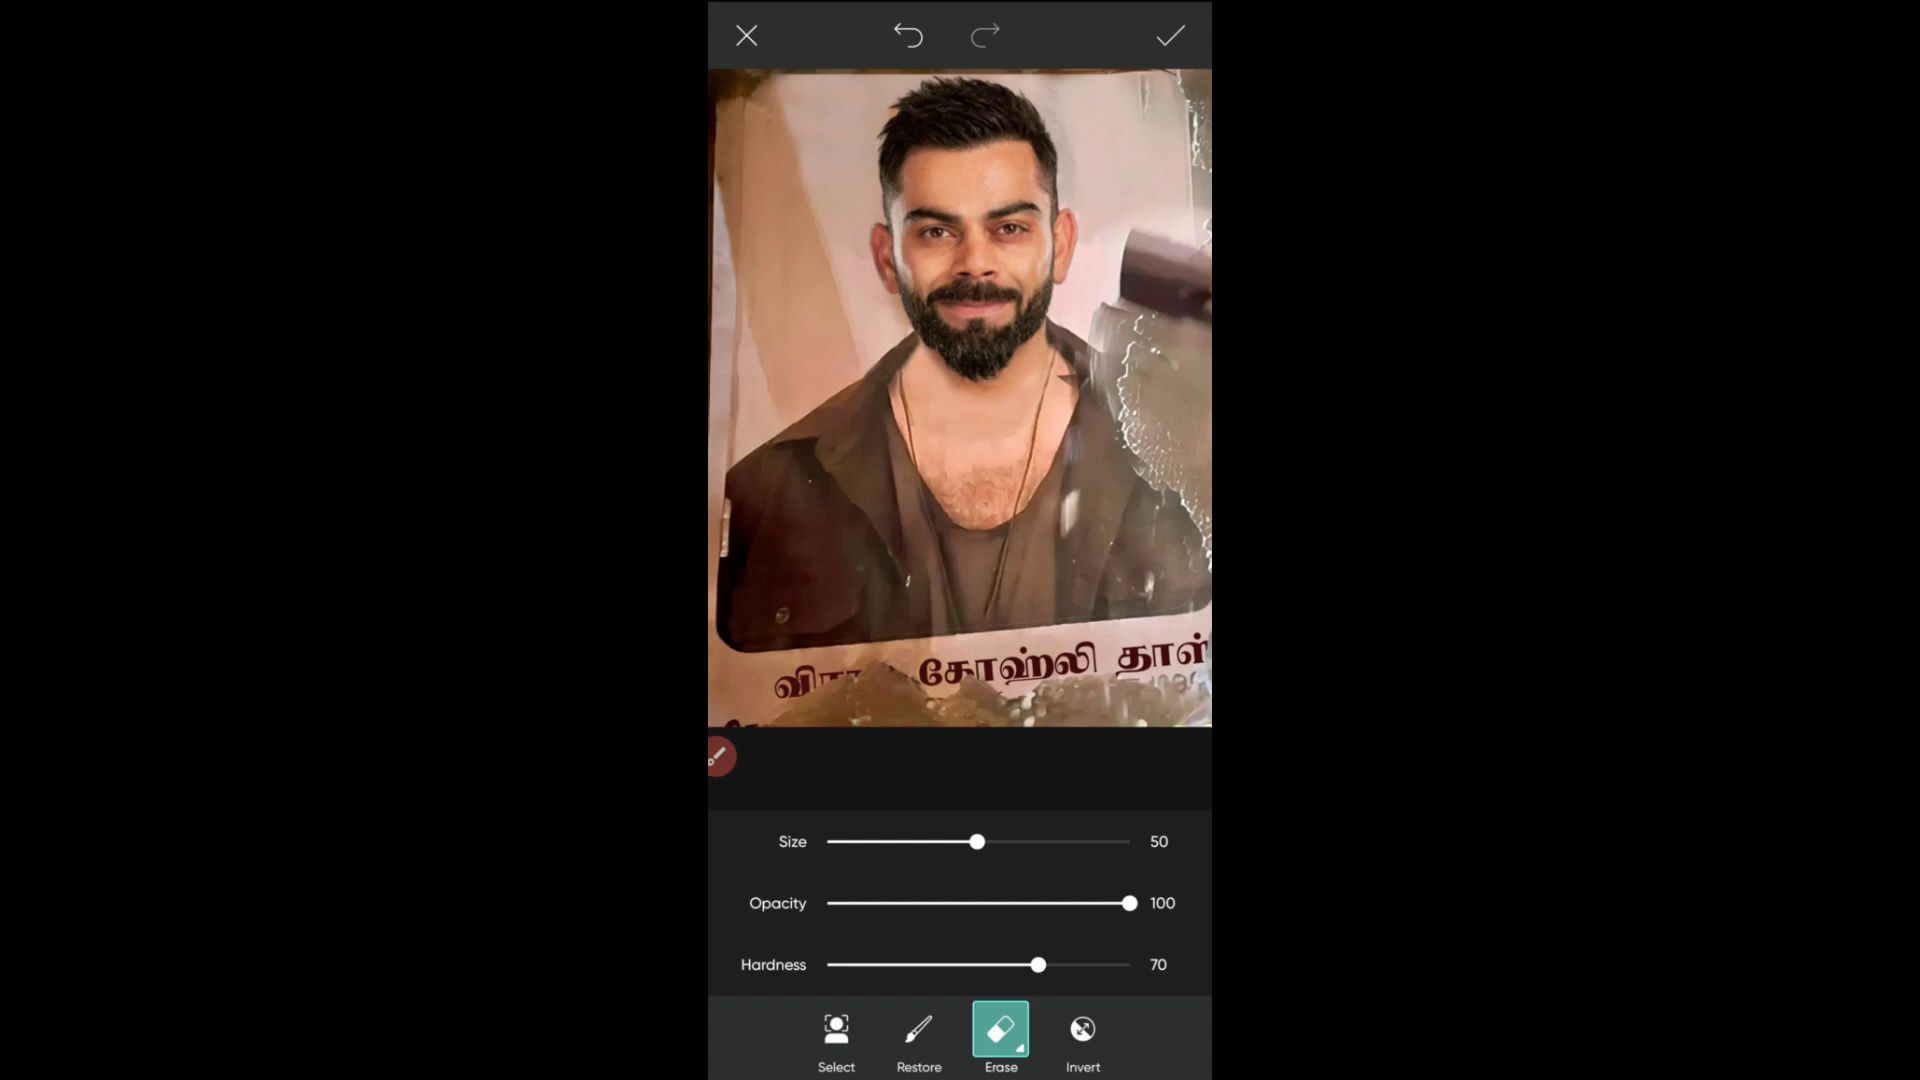 கோஹ்லி தாள்
Size 50
Opacity 100
Hardness 70
Select Restore Erase Invert